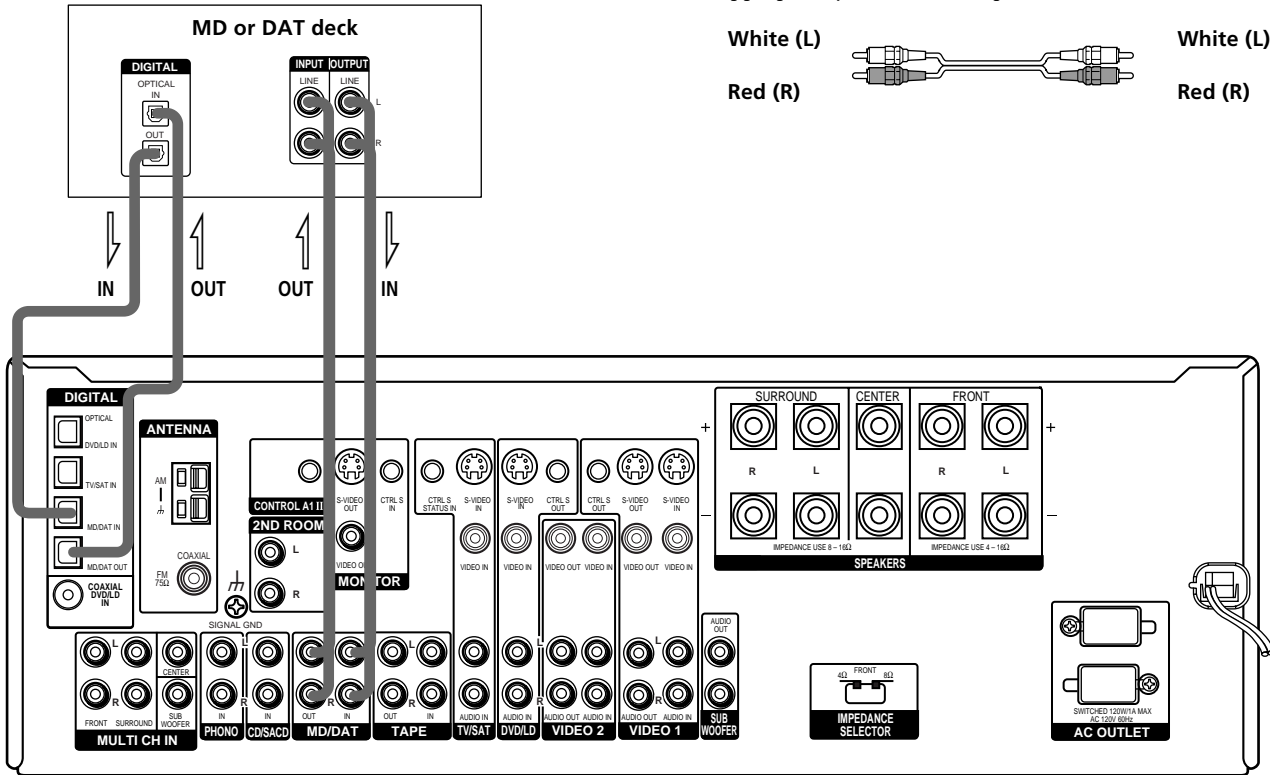 White (L)
White (L)
Red (R)
Red (R)
MD or DAT deck
DIGITAL
OPTICAL
IN
OUT
INPUT OUTPUT
LINE LINE
L
R
IN
OUT
OUT
IN
DIGITAL
OPTICAL
DVD/LD IN
TV/SAT IN
MD/DAT IN
MD/DAT OUT
COAXIAL
DVD/LD
IN
ANTENNA
AM
COAXIAL
FM
75Ω
SIGNAL GND
CONTROL A1 II
2ND ROOM
L
R
S-VIDEO
OUT
CTRL S
IN
VIDEO OUT
MONITOR
CTRL S
STATUS IN
S-VIDEO
IN
VIDEO IN
S-VIDEO
IN
CTRL S
OUT
CTRL S
OUT
S-VIDEO
OUT
S-VIDEO
IN
VIDEO IN
VIDEO OUT VIDEO IN
VIDEO OUT VIDEO IN
SURROUND CENTER FRONT
+ +
R L R L
– –
IMPEDANCE USE 8 – 16Ω
IMPEDANCE USE 4 – 16Ω
SPEAKERS
L
R
CENTER
FRONT SURROUND
SUB
WOOFER
MULTI CH IN
L
R
IN
PHONO
IN
CD/SACD
R
OUT IN
MD/DAT
L
R
OUT IN
TAPE
AUDIO IN
TV/SAT
L
R
AUDIO IN
DVD/LD
AUDIO OUT AUDIO IN
VIDEO 2
L
R
AUDIO OUT AUDIO IN
VIDEO 1
AUDIO
OUT
SUB
WOOFER
FRONT
4Ω 8Ω
IMPEDANCE
SELECTOR
SWITCHED 120W/1A MAX
AC 120V 60Hz
AC OUTLET